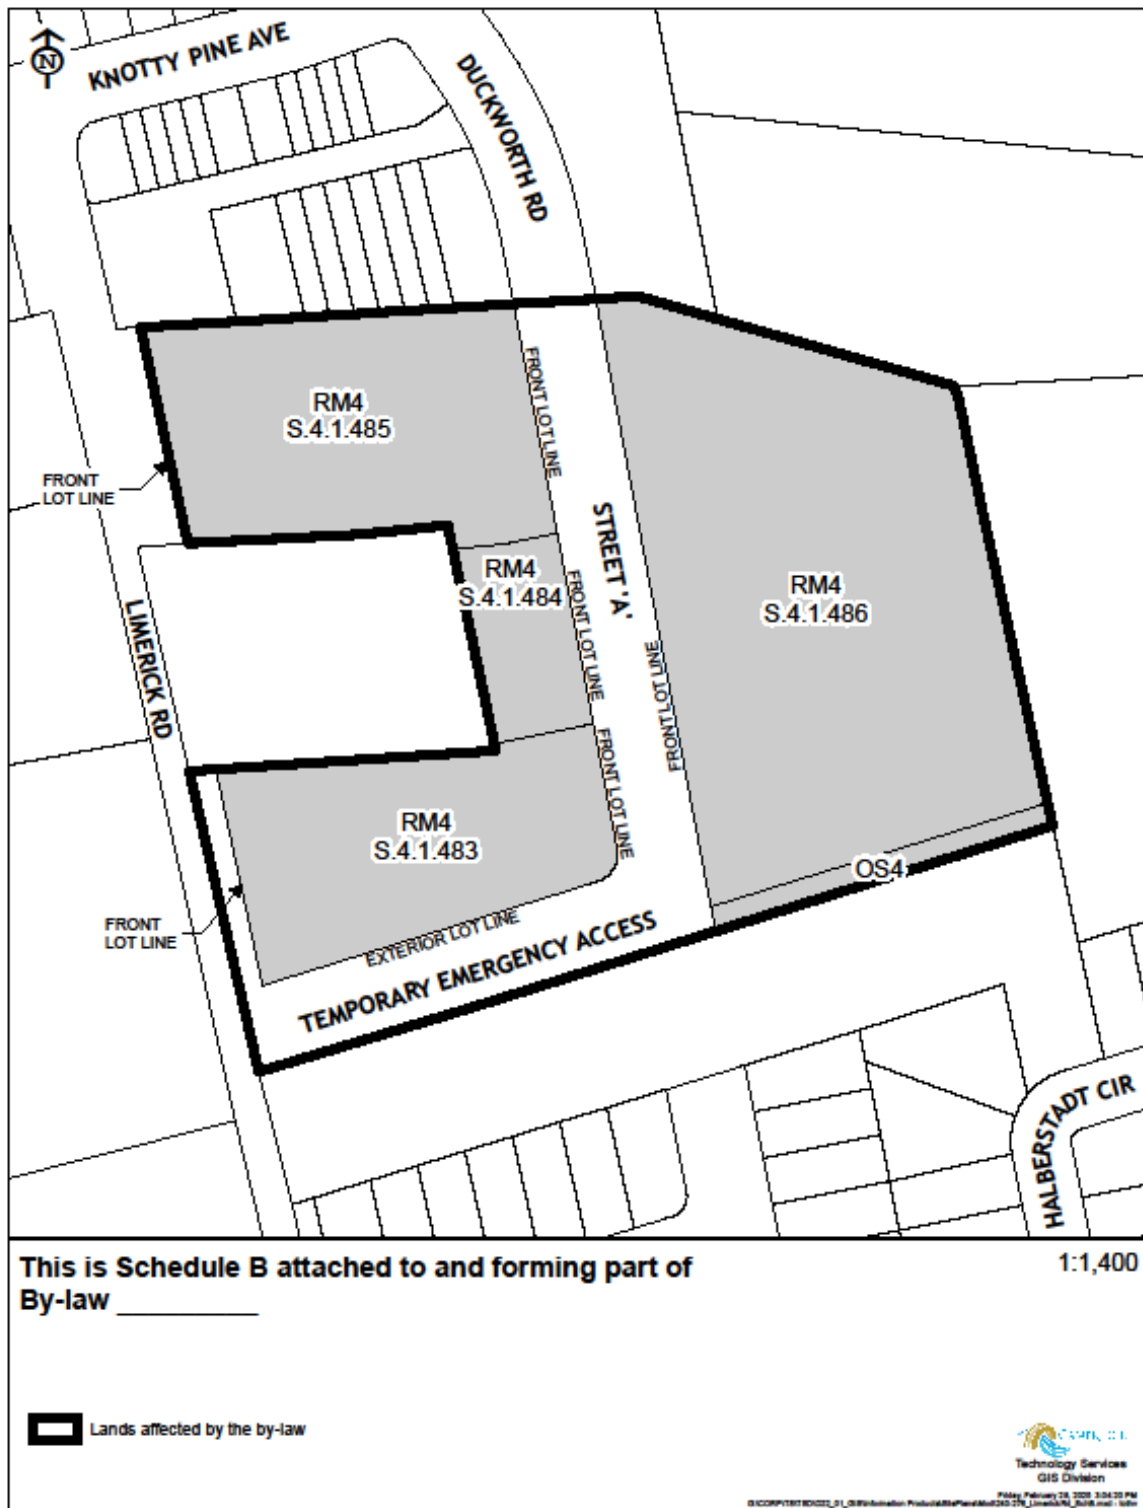 N
KNOTTY PINE AVE
DUCKWORTH RD
FRONT LOT LINE
RM4
S.4.1.485
FRONT
LOT LINE
STREET 'A'
RM4
S.4.1.484
FRONT LOT LINE
RM4
S.4.1.486
LIMERICK RD
FRONT LOT LINE
FRONT LOT LINE
RM4
S.4.1.483
OS4
FRONT
LOT LINE
EXTERIOR LOT LINE
TEMPORARY EMERGENCY ACCESS
HALBERSTADT CIR
This is Schedule B attached to and forming part of
By-law _________
1:1,400
Lands affected by the by-law
Technology Services
GIS Division